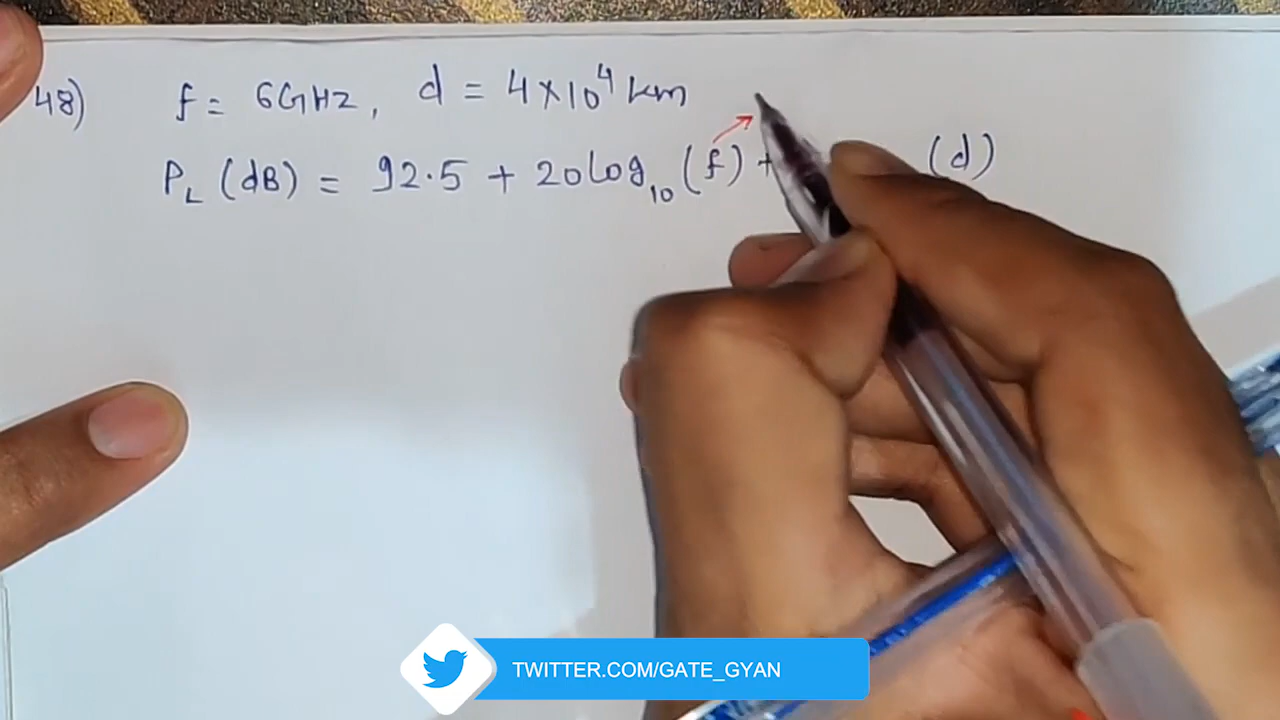 48) f = 6GHz, d = 4×10⁴ km
P_L (dB) = 92.5 + 20log₁₀ (f) + (d)
TWITTER.COM/GATE_GYAN